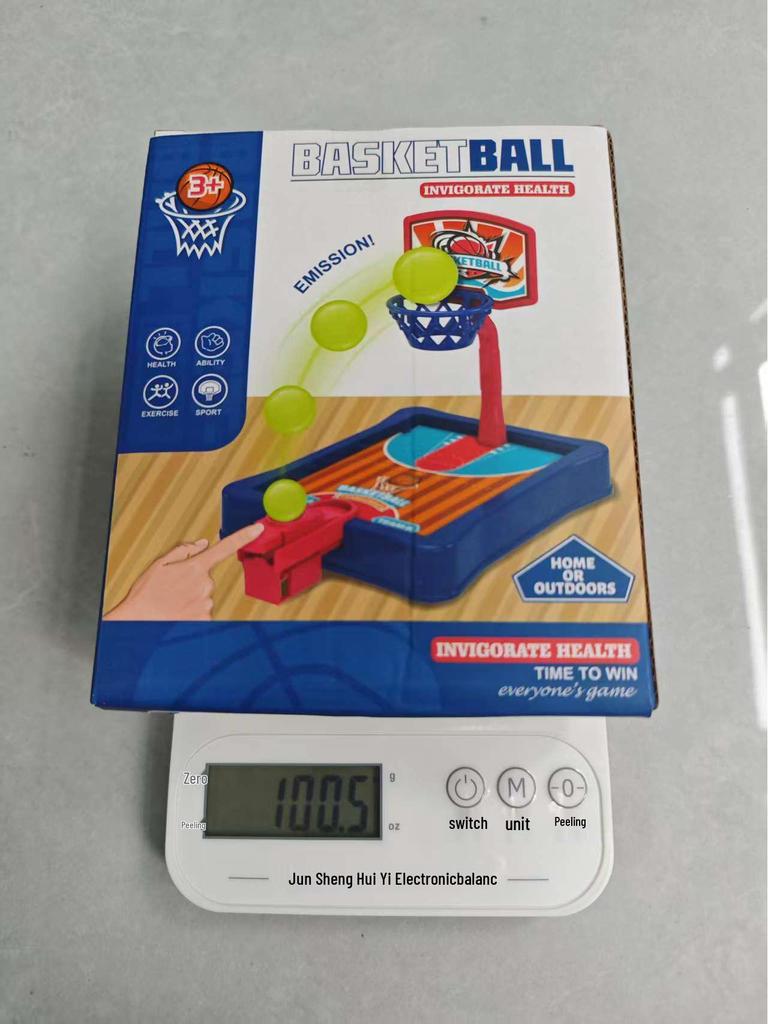 BASKETBALL
INVIGORATE HEALTH
3+
EMISSION!
KETBALL
HEALTH
ABILITY
EXERCISE
SPORT
BASKETBALL
HOME
OR
OUTDOORS
INVIGORATE HEALTH
TIME TO WIN
everyone's game
Zero
100.5
g
Peeling
oz
M
-0-
switch
unit
Peeling
Jun Sheng Hui Yi Electronicbalanc